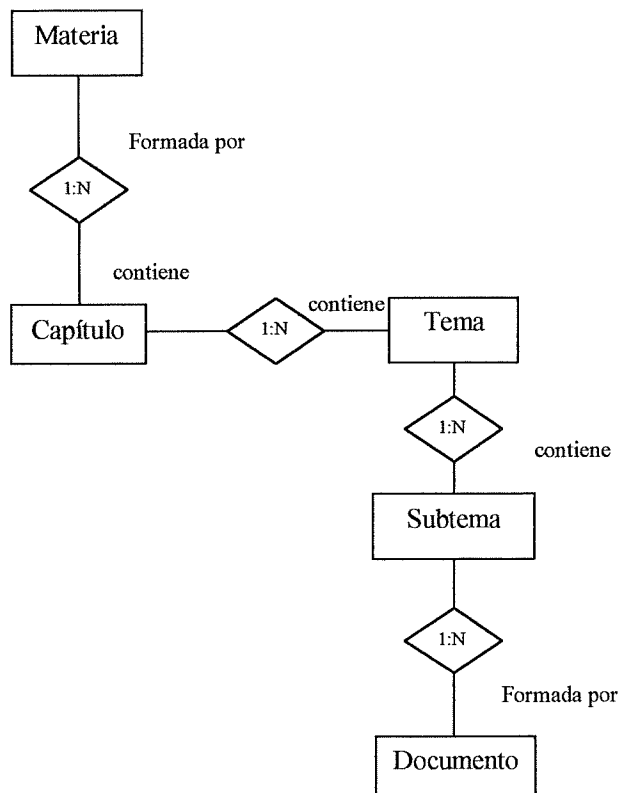 Materia
Formada por
1:N
contiene
Capítulo
1:N
contiene
Tema
1:N
contiene
Subtema
1:N
Formada por
Documento